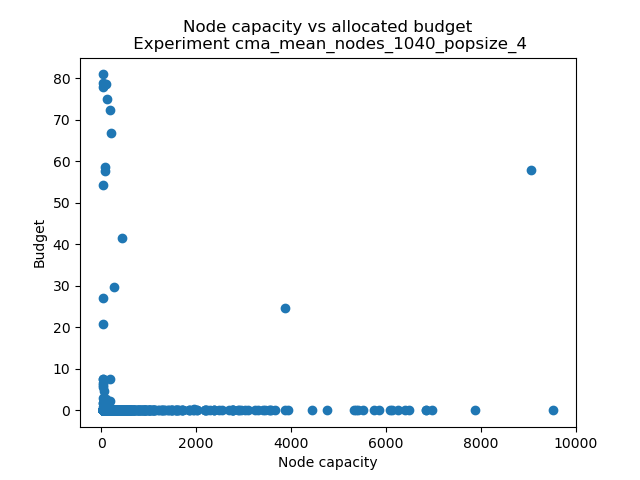 Node capacity vs allocated budget
Experiment cma_mean_nodes_1040_popsize_4
80
70
60
50
40
30
20
10
0
Budget
0 2000 4000 6000 8000 10000
Node capacity